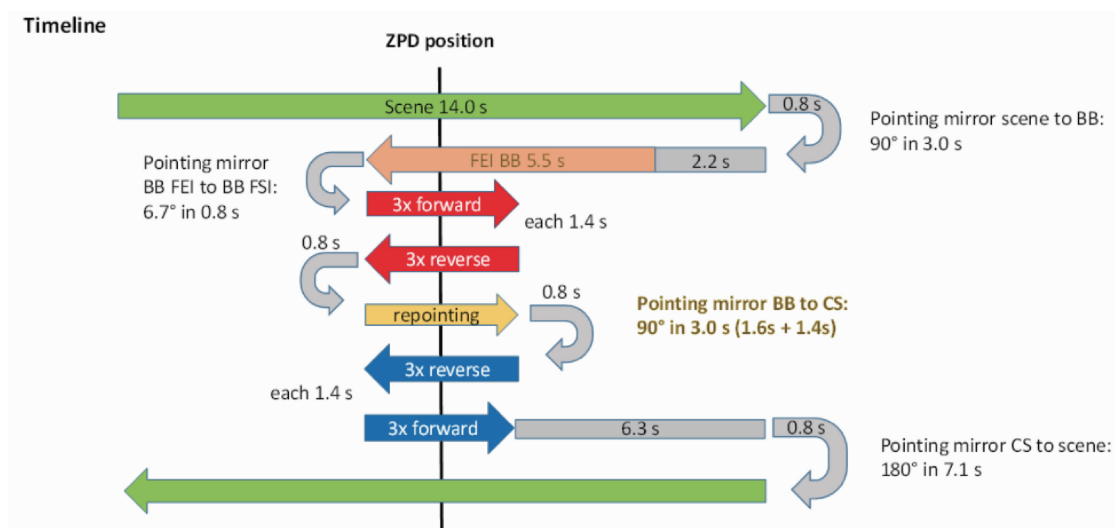 Timeline
ZPD position
Scene 14.0 s
0.8 s
Pointing mirror scene to BB:
90° in 3.0 s
Pointing mirror
BB FEI to BB FSI:
6.7° in 0.8 s
FEI BB 5.5 s
2.2 s
3x forward
each 1.4 s
0.8 s
3x reverse
repointing
0.8 s
Pointing mirror BB to CS:
90° in 3.0 s (1.6s + 1.4s)
3x reverse
each 1.4 s
3x forward
6.3 s
0.8 s
Pointing mirror CS to scene:
180° in 7.1 s